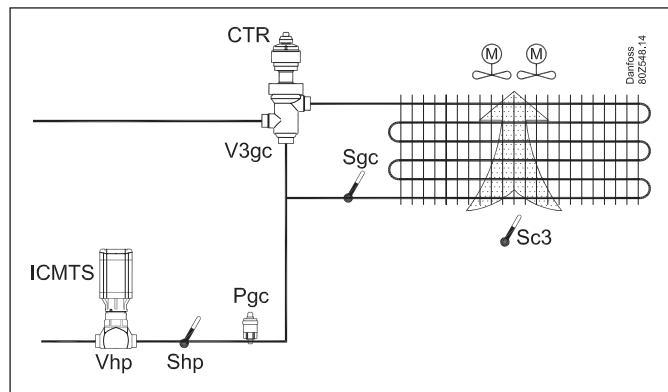 CTR
M
M
Danfoss
80Z548.14
V3gc
Sgc
Sc3
ICMTS
Pgc
Vhp
Shp